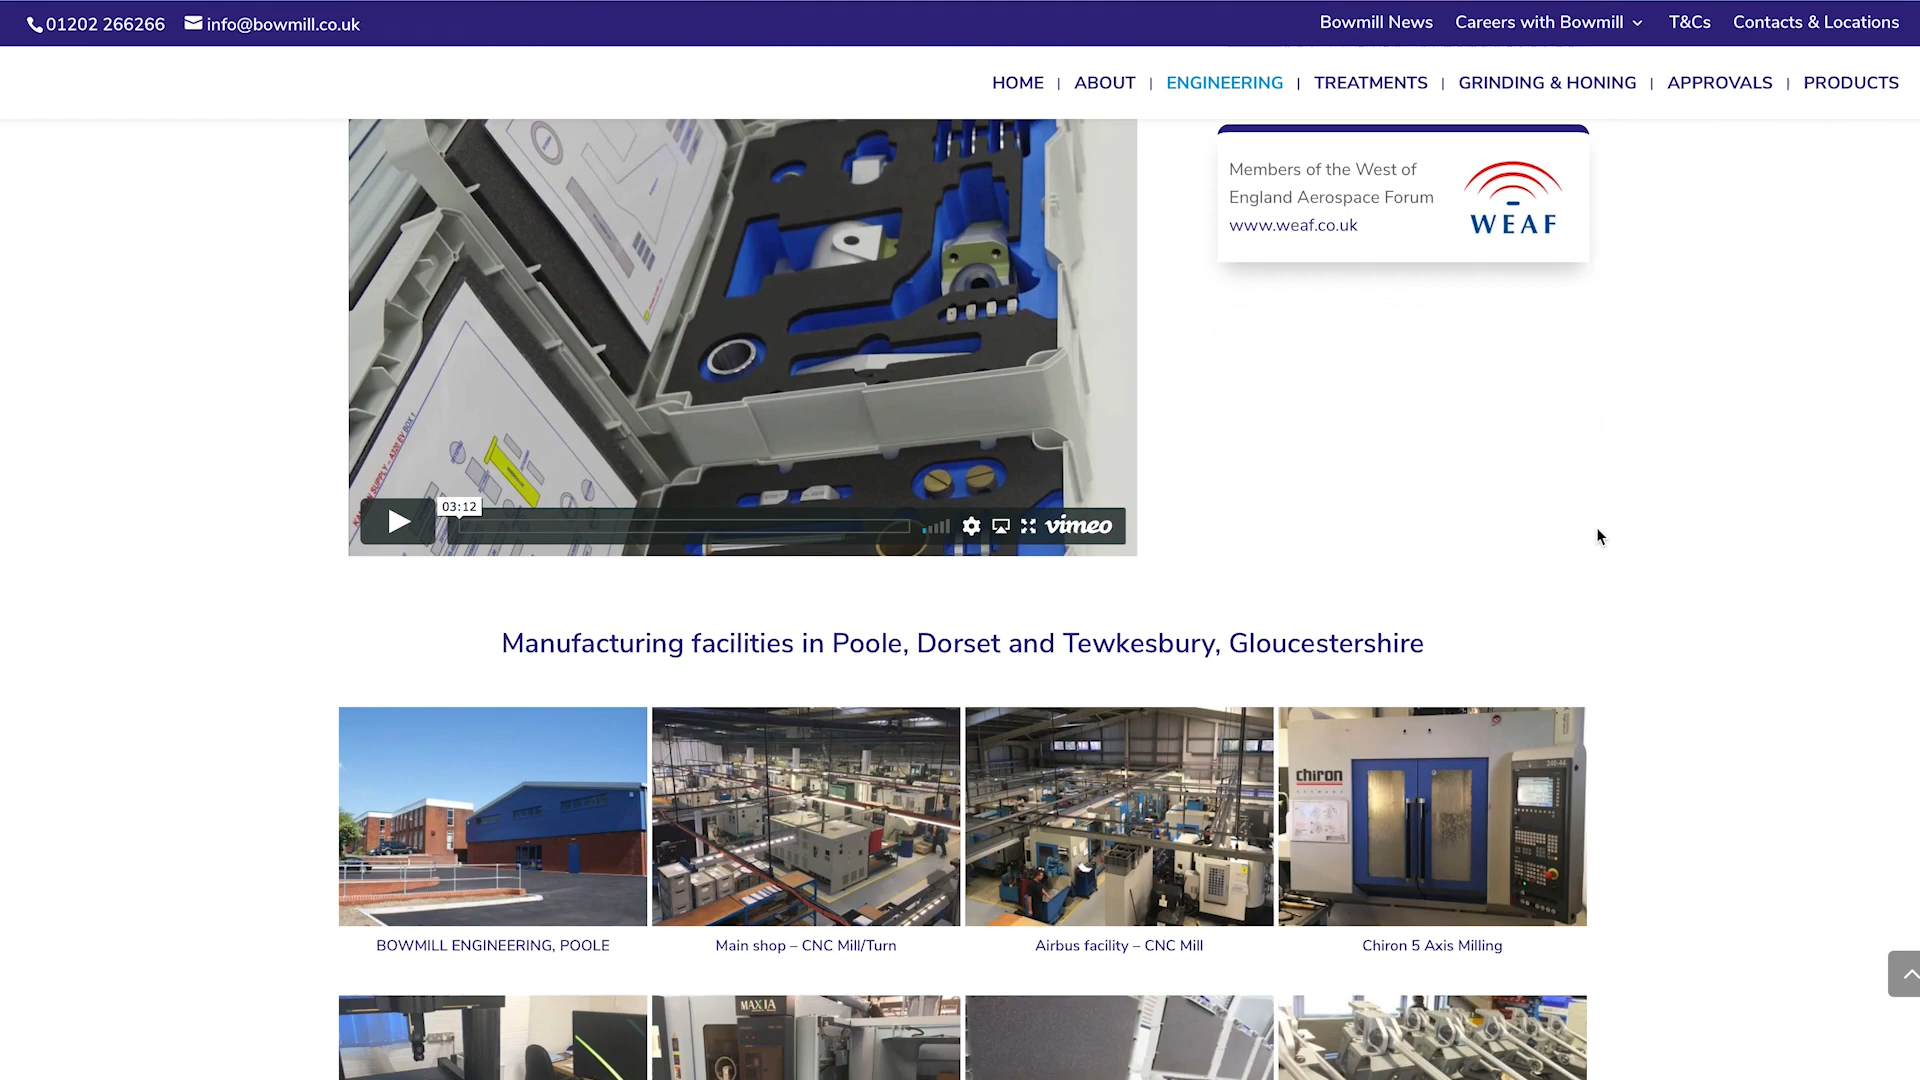 01202 266266 info@bowmill.co.uk Bowmill News Careers with Bowmill T&Cs Contacts & Locations
HOME | ABOUT | ENGINEERING | TREATMENTS | GRINDING & HONING | APPROVALS | PRODUCTS
Members of the West of
England Aerospace Forum
www.weaf.co.uk
WEAF
03:12
vimeo
Manufacturing facilities in Poole, Dorset and Tewkesbury, Gloucestershire
chiron
MAXIA
BOWMILL ENGINEERING, POOLE
Main shop – CNC Mill/Turn
Airbus facility – CNC Mill
Chiron 5 Axis Milling